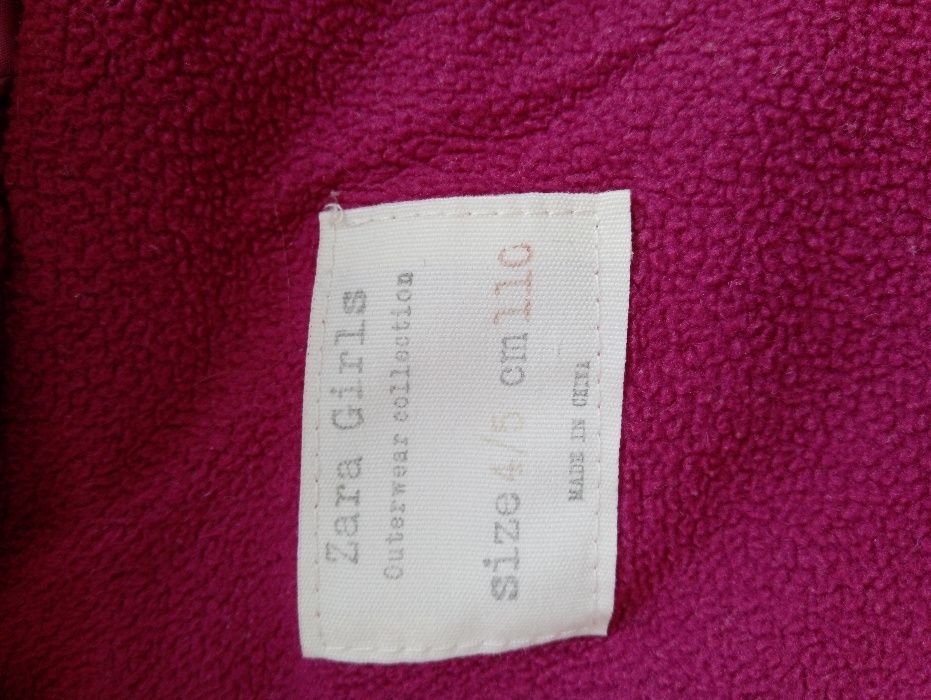 Zara Girls
Outerwear collection
size 4/5 cm 110
MADE IN CHINA